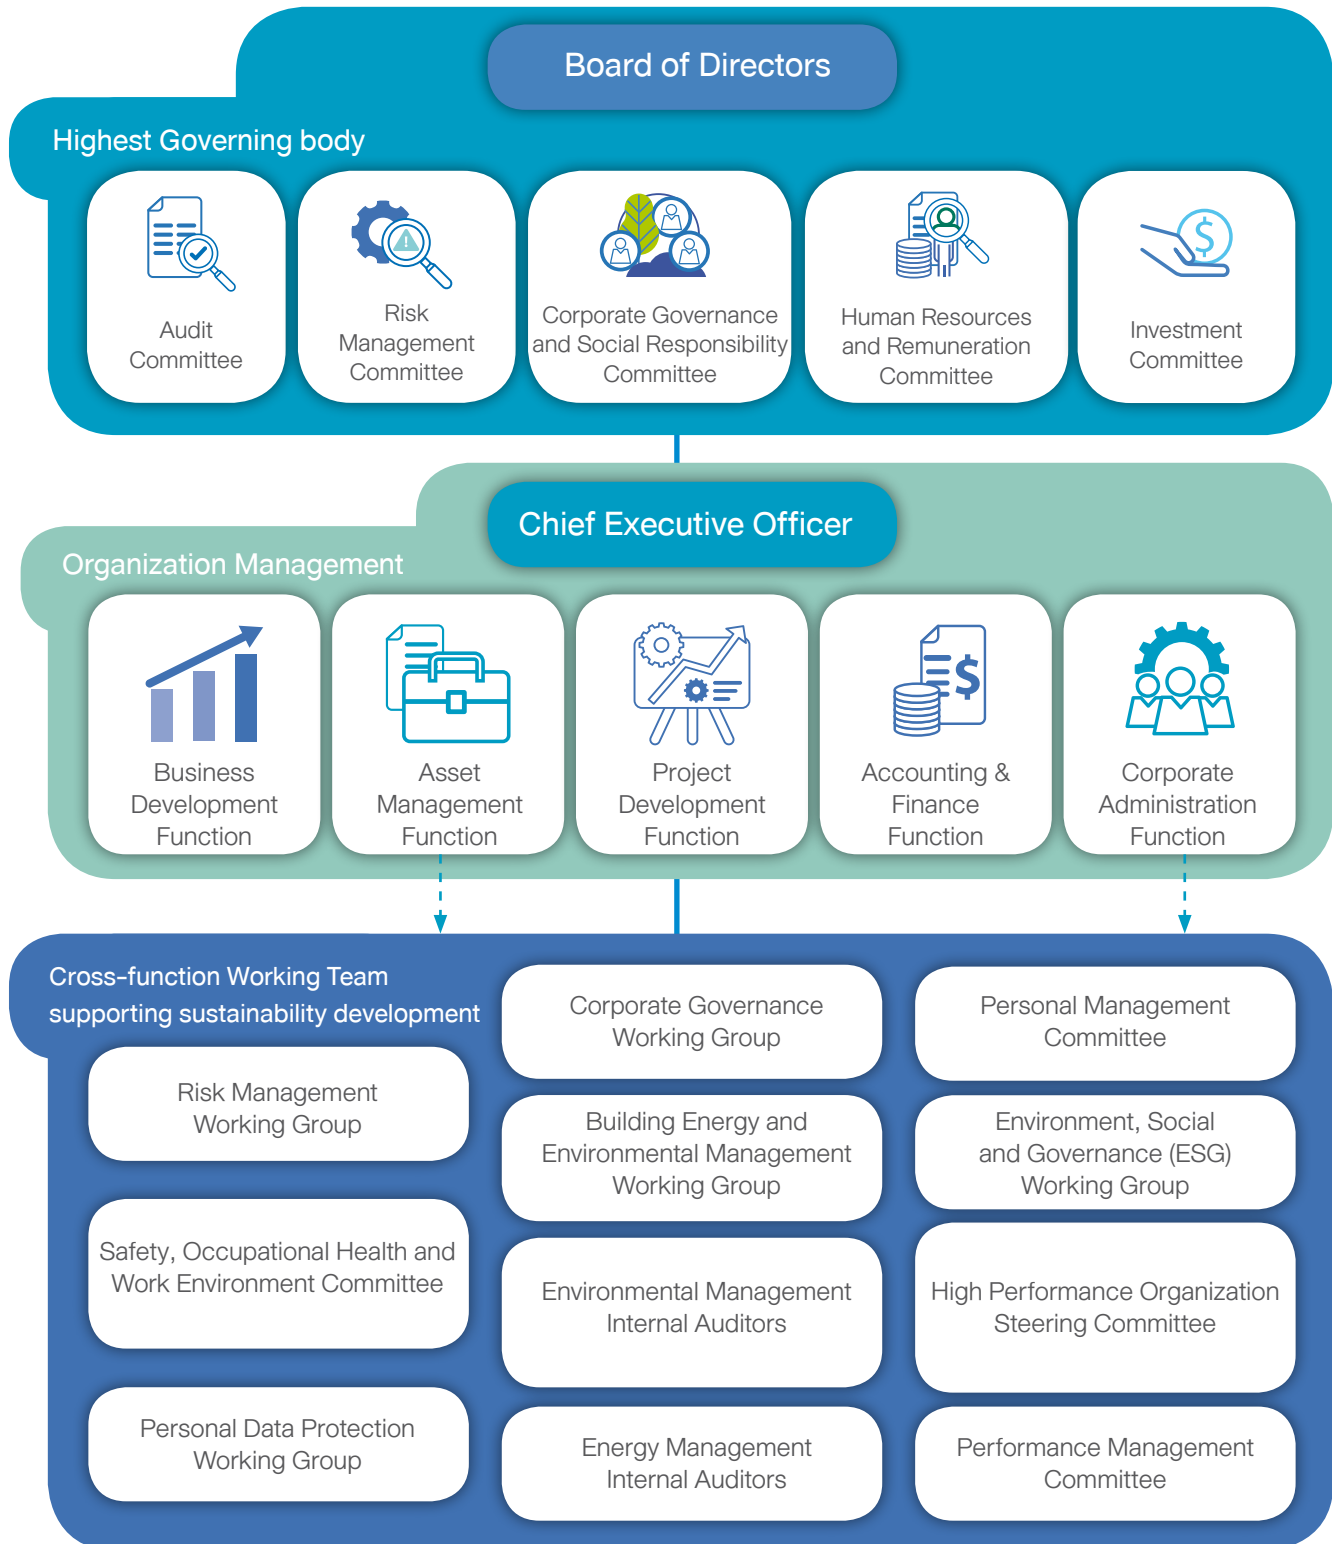 Board of Directors
Highest Governing body
Audit
Committee
Risk
Management
Committee
Corporate Governance
and Social Responsibility
Committee
Human Resources
and Remuneration
Committee
Investment
Committee
Chief Executive Officer
Organization Management
Business
Development
Function
Asset
Management
Function
Project
Development
Function
Accounting &
Finance
Function
Corporate
Administration
Function
Cross-function Working Team
supporting sustainability development
Risk Management
Working Group
Safety, Occupational Health and
Work Environment Committee
Personal Data Protection
Working Group
Corporate Governance
Working Group
Building Energy and
Environmental Management
Working Group
Environmental Management
Internal Auditors
Energy Management
Internal Auditors
Personal Management
Committee
Environment, Social
and Governance (ESG)
Working Group
High Performance Organization
Steering Committee
Performance Management
Committee